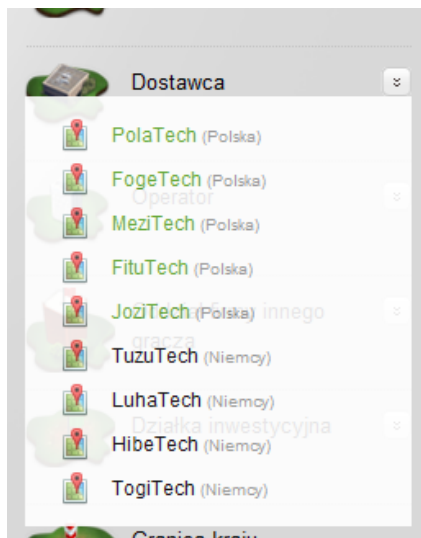 Dostawca
PolaTech (Polska)
FogeTech (Polska)
Operator
MeziTech (Polska)
FituTech (Polska)
JoziTech (Polska)
innego
gracza
TuzuTech (Niemcy)
LuhaTech (Niemcy)
Działka inwestycyjna
HibeTech (Niemcy)
TogiTech (Niemcy)
Granica kraju